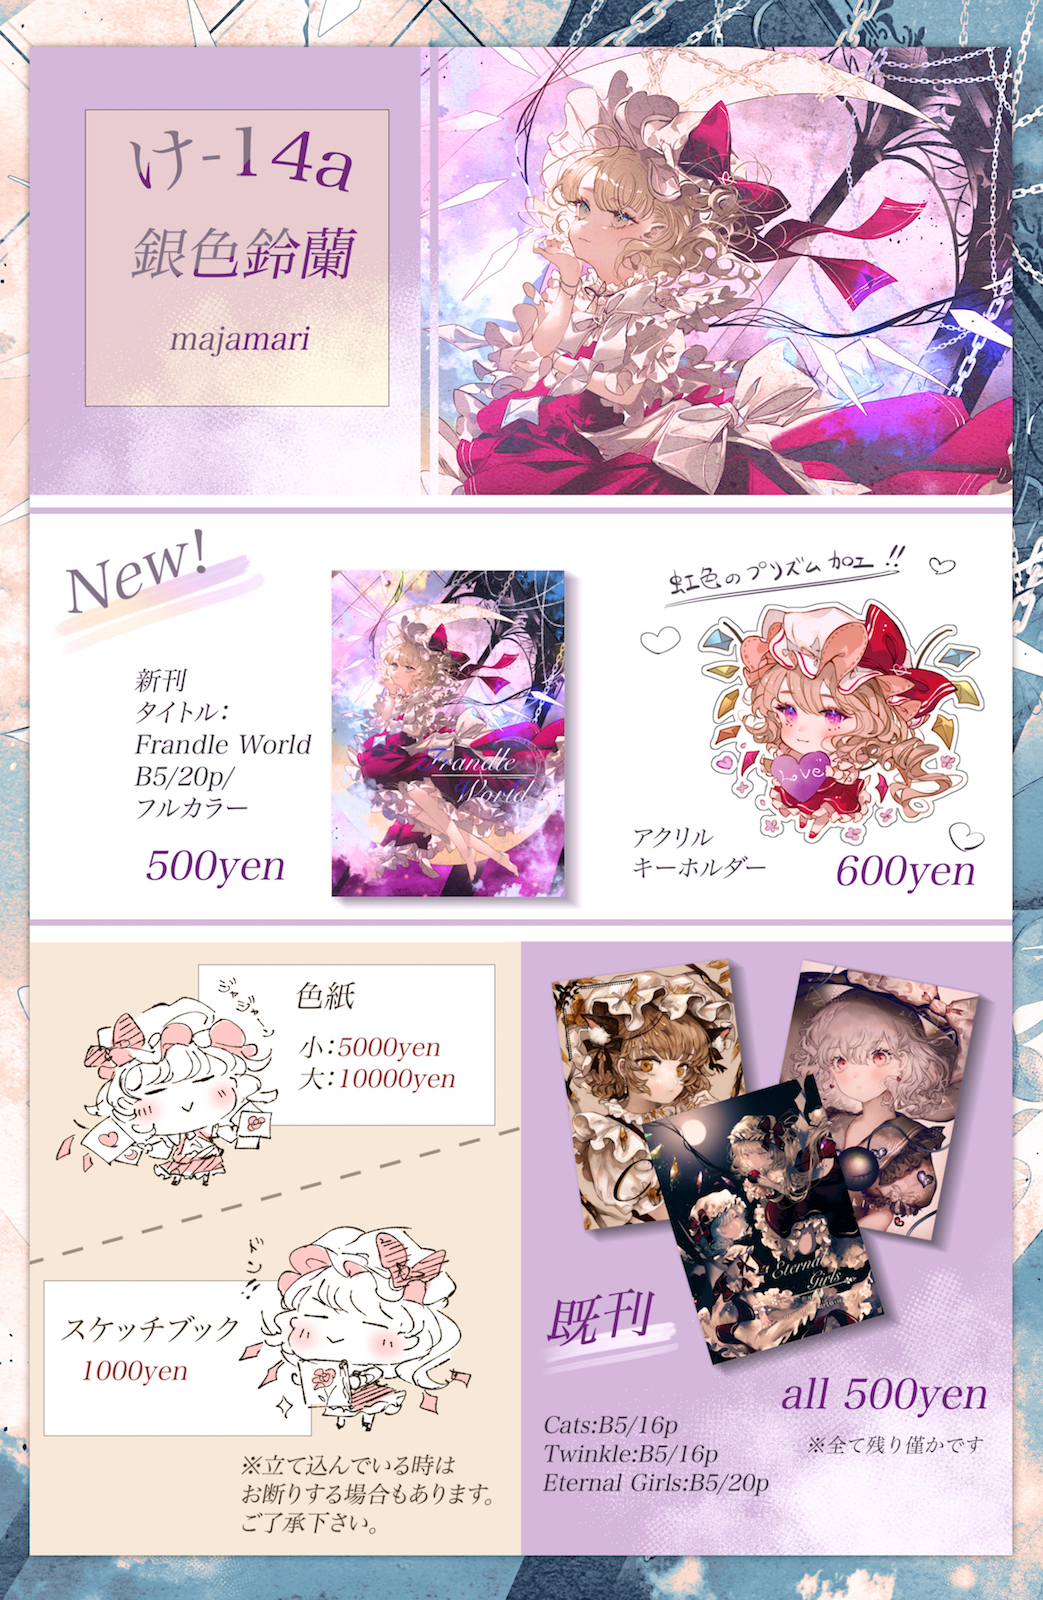 け-14a
銀色鈴蘭
majamari
New!
新刊
タイトル：
Frandle World
B5/20p/
フルカラー
500yen
Frandle
World
虹色のプリズム加工!!
Love
アクリル
キーホルダー
600yen
ジャジャーン
色紙
小：5000yen
大：10000yen
ドン!!
スケッチブック
1000yen
※立て込んでいる時は
お断りする場合もあります。
ご了承下さい。
Eternal
Girls
既刊
all 500yen
※全て残り僅かです
Cats:B5/16p
Twinkle:B5/16p
Eternal Girls:B5/20p